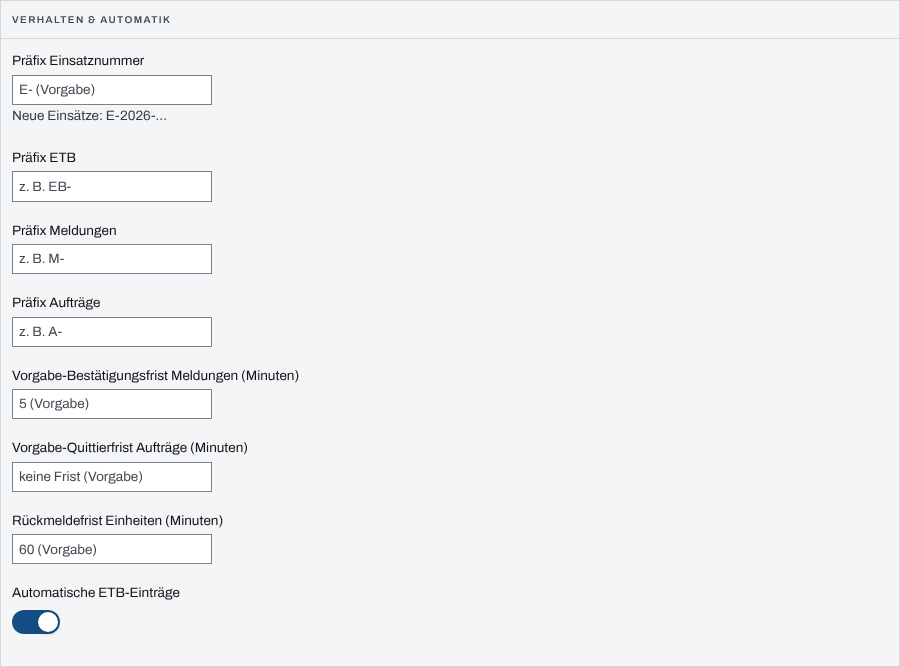 VERHALTEN & AUTOMATIK
Präfix Einsatznummer
E- (Vorgabe)
Neue Einsätze: E-2026-…
Präfix ETB
z. B. EB-
Präfix Meldungen
z. B. M-
Präfix Aufträge
z. B. A-
Vorgabe-Bestätigungsfrist Meldungen (Minuten)
5 (Vorgabe)
Vorgabe-Quittierfrist Aufträge (Minuten)
keine Frist (Vorgabe)
Rückmeldefrist Einheiten (Minuten)
60 (Vorgabe)
Automatische ETB-Einträge